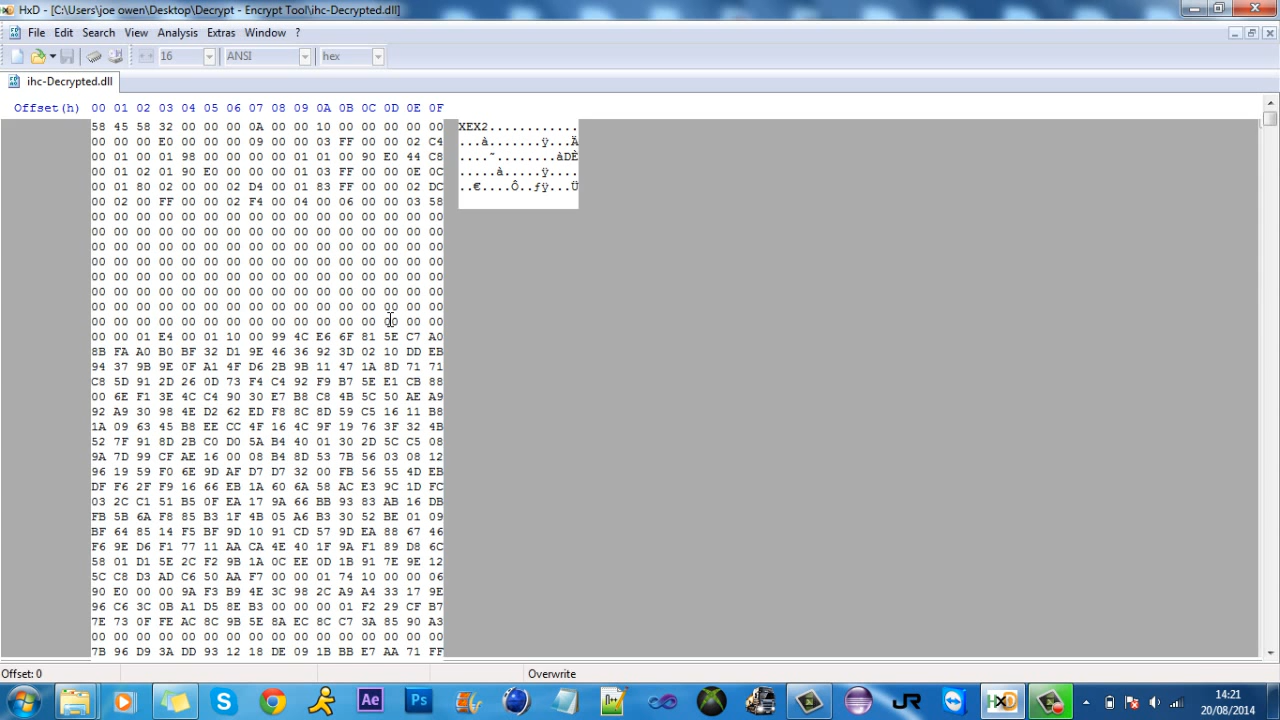 HxD - [C:\Users\joe owen\Desktop\Decrypt - Encrypt Tool\ihc-Decrypted.dll]
File Edit Search View Analysis Extras Window ?
16 ANSI hex
ihc-Decrypted.dll
Offset(h) 00 01 02 03 04 05 06 07 08 09 0A 0B 0C 0D 0E 0F
58 45 58 32 00 00 00 0A 00 00 10 00 00 00 00 00 XEX2............
00 00 00 E0 00 00 00 09 00 00 03 FF 00 00 02 C4 ...à.......ÿ...Ä
00 01 00 01 98 00 00 00 00 01 01 00 90 E0 44 C8 ....˜........àDÈ
00 01 02 01 90 E0 00 00 00 01 03 FF 00 00 0E 0C .....à.....ÿ....
00 01 80 02 00 00 02 D4 00 01 83 FF 00 00 02 DC ..€....Ô..ƒÿ...Ü
00 02 00 FF 00 00 02 F4 00 04 00 06 00 00 03 58
00 00 00 00 00 00 00 00 00 00 00 00 00 00 00 00
00 00 00 00 00 00 00 00 00 00 00 00 00 00 00 00
00 00 00 00 00 00 00 00 00 00 00 00 00 00 00 00
00 00 00 00 00 00 00 00 00 00 00 00 00 00 00 00
00 00 00 00 00 00 00 00 00 00 00 00 00 00 00 00
00 00 00 00 00 00 00 00 00 00 00 00 00 00 00 00
00 00 00 00 00 00 00 00 00 00 00 00 00 00 00 00
00 00 00 00 00 00 00 00 00 00 00 00 00 00 00 00
00 00 01 E4 00 01 10 00 99 4C E6 6F 81 5E C7 A0
8B FA A0 B0 BF 32 D1 9E 46 36 92 3D 02 10 DD EB
94 37 9B 9E 0F A1 4F D6 2B 9B 11 47 1A 8D 71 71
C8 5D 91 2D 26 0D 73 F4 C4 92 F9 B7 5E E1 CB 88
00 6E F1 3E 4C C4 90 30 E7 B8 C8 4B 5C 50 AE A9
92 A9 30 98 4E D2 62 ED F8 8C 8D 59 C5 16 11 B8
1A 09 63 45 B8 EE CC 4F 16 4C 9F 19 76 3F 32 4B
52 7F 91 8D 2B C0 D0 5A B4 40 01 30 2D 5C C5 08
9A 7D 99 CF AE 16 00 08 B4 8D 53 7B 56 03 08 12
96 19 59 F0 6E 9D AF D7 D7 32 00 FB 56 55 4D EB
DF F6 2F F9 16 66 EB 1A 60 6A 58 AC E3 9C 1D FC
03 2C C1 51 B5 0F EA 17 9A 66 BB 93 83 AB 16 DB
FB 5B 6A F8 85 B3 1F 4B 05 A6 B3 30 52 BE 01 09
BF 64 85 14 F5 BF 9D 10 91 CD 57 9D EA 88 67 46
F6 9E D6 F1 77 11 AA CA 4E 40 1F 9A F1 89 D8 6C
58 01 D1 5E 2C F2 9B 1A 0C EE 0D 1B 91 7E 9E 12
5C C8 D3 AD C6 50 AA F7 00 00 01 74 10 00 00 06
90 E0 00 00 9A F3 B9 4E 3C 98 2C A9 A4 33 17 9E
96 C6 3C 0B A1 D5 8E B3 00 00 00 01 F2 29 CF B7
7E 73 0F FE AC 8C 9B 5E 8A EC 8C C7 3A 85 90 A3
00 00 00 00 00 00 00 00 00 00 00 00 00 00 00 00
7B 96 D9 3A DD 93 12 18 DE 09 1B BB E7 AA 71 FF
Offset: 0 Overwrite
S Ae Ps n++ JR HxD
14:21
20/08/2014